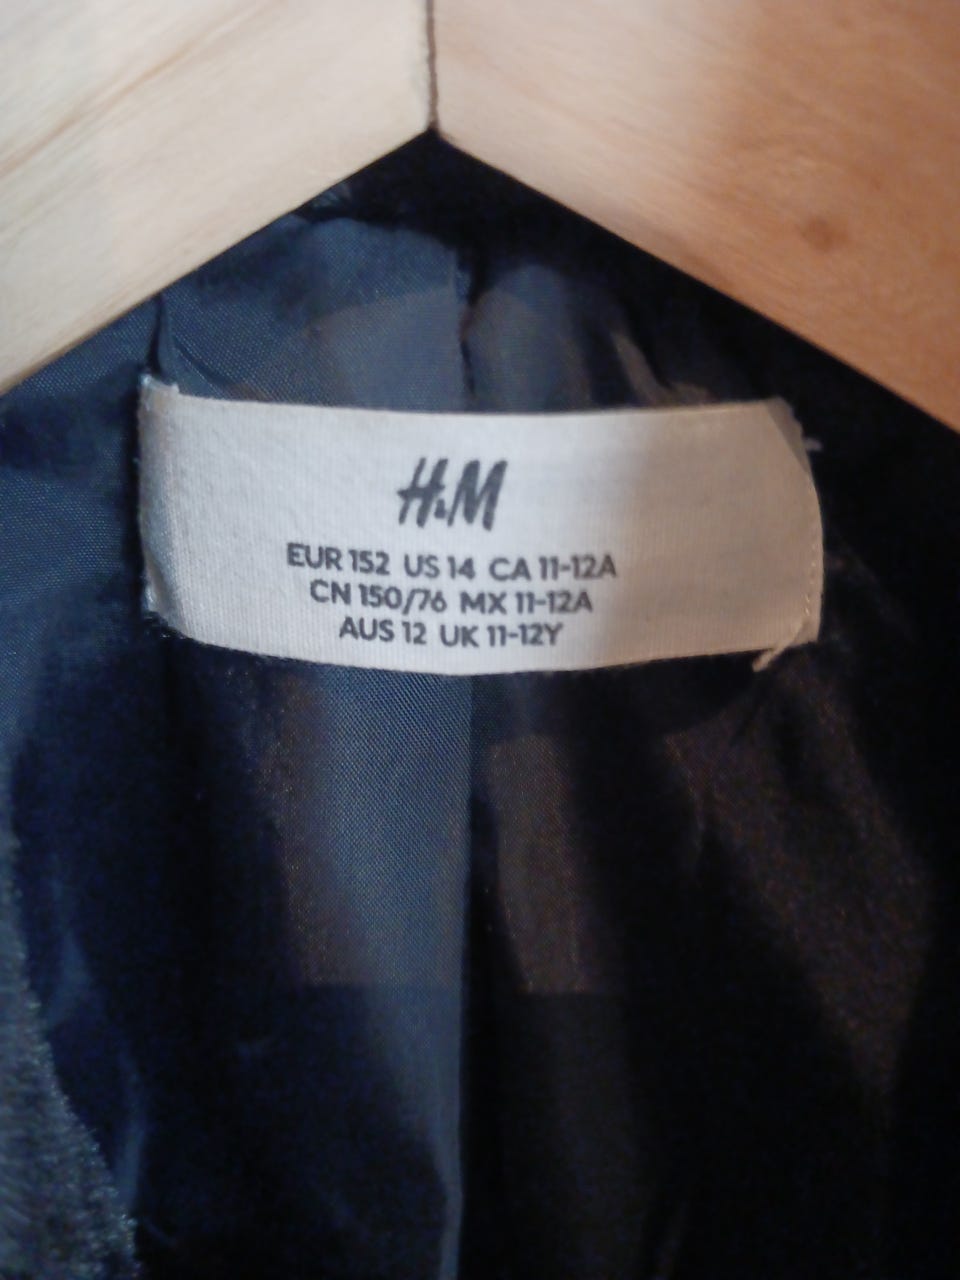 H&M
EUR 152 US 14 CA 11-12A
CN 150/76 MX 11-12A
AUS 12 UK 11-12Y